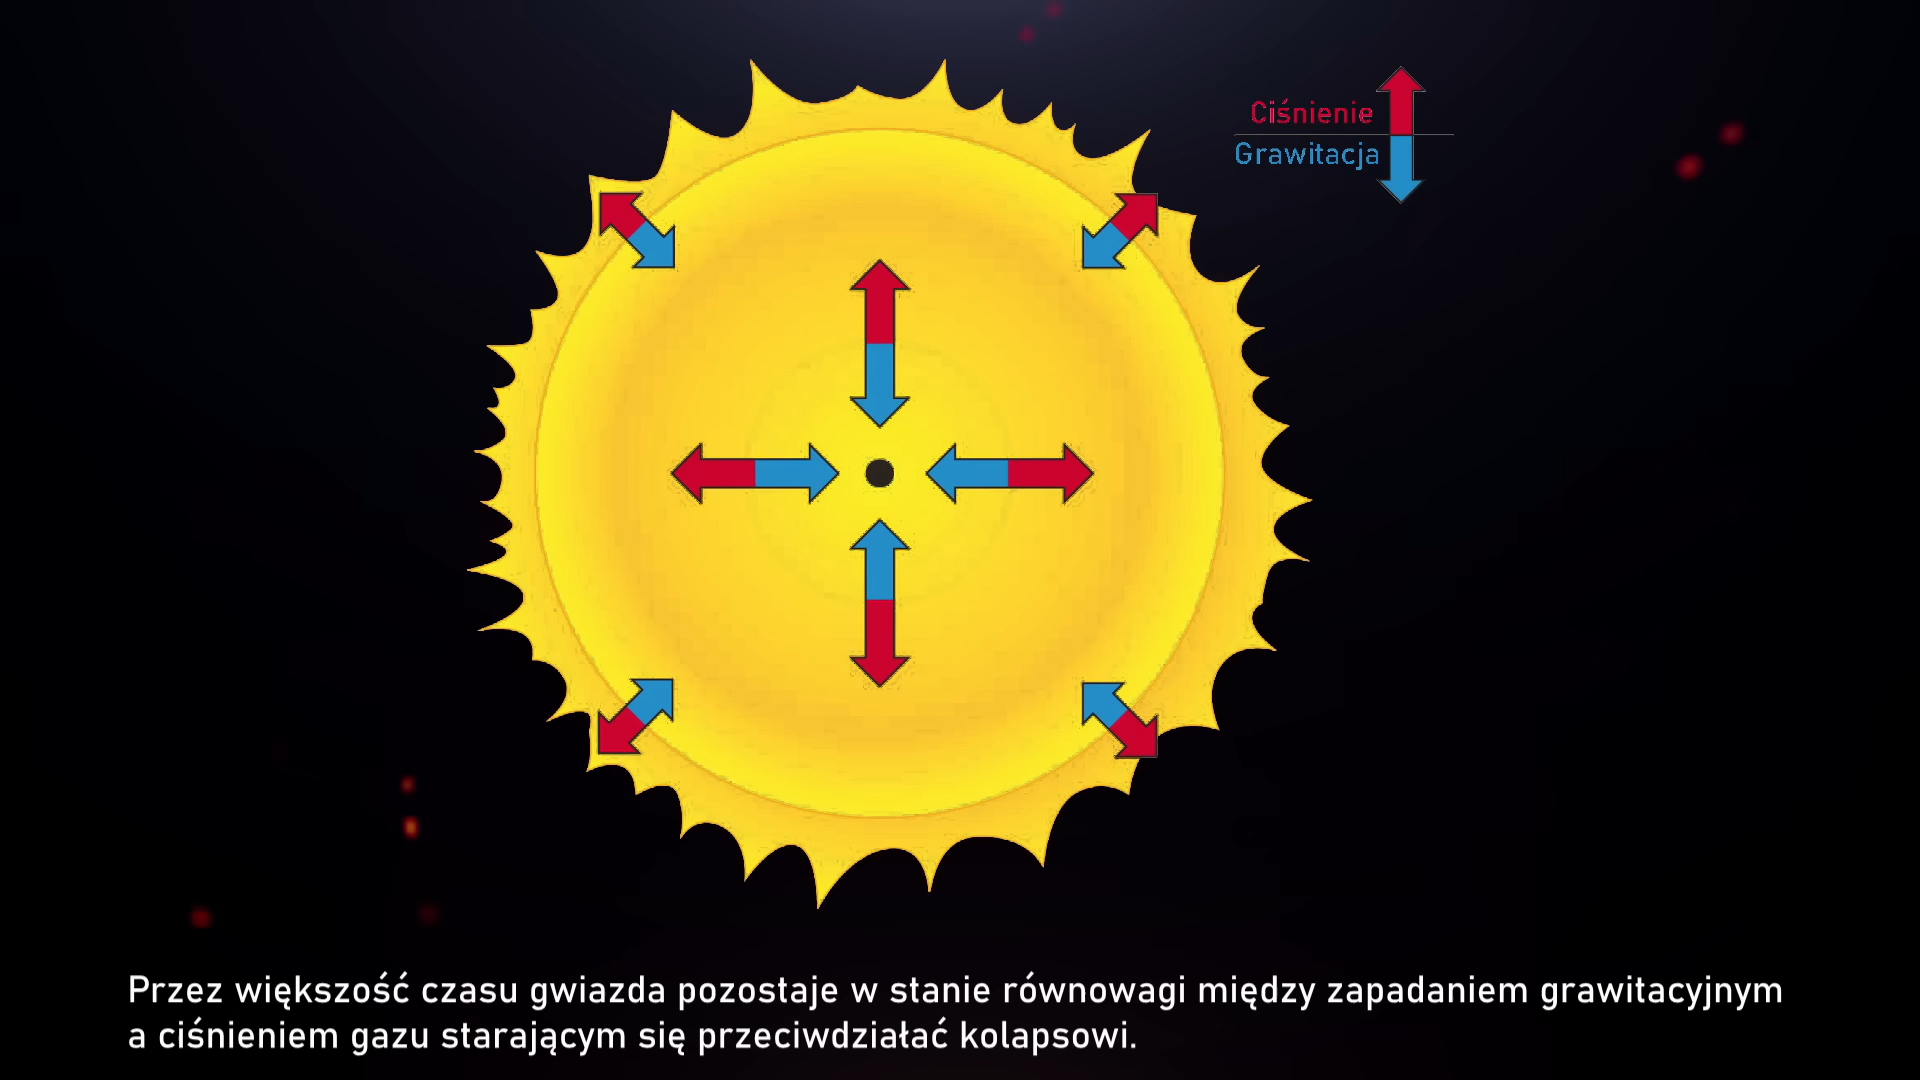 Ciśnienie
Grawitacja
Przez większość czasu gwiazda pozostaje w stanie równowagi między zapadaniem grawitacyjnym
a ciśnieniem gazu starającym się przeciwdziałać kolapsowi.